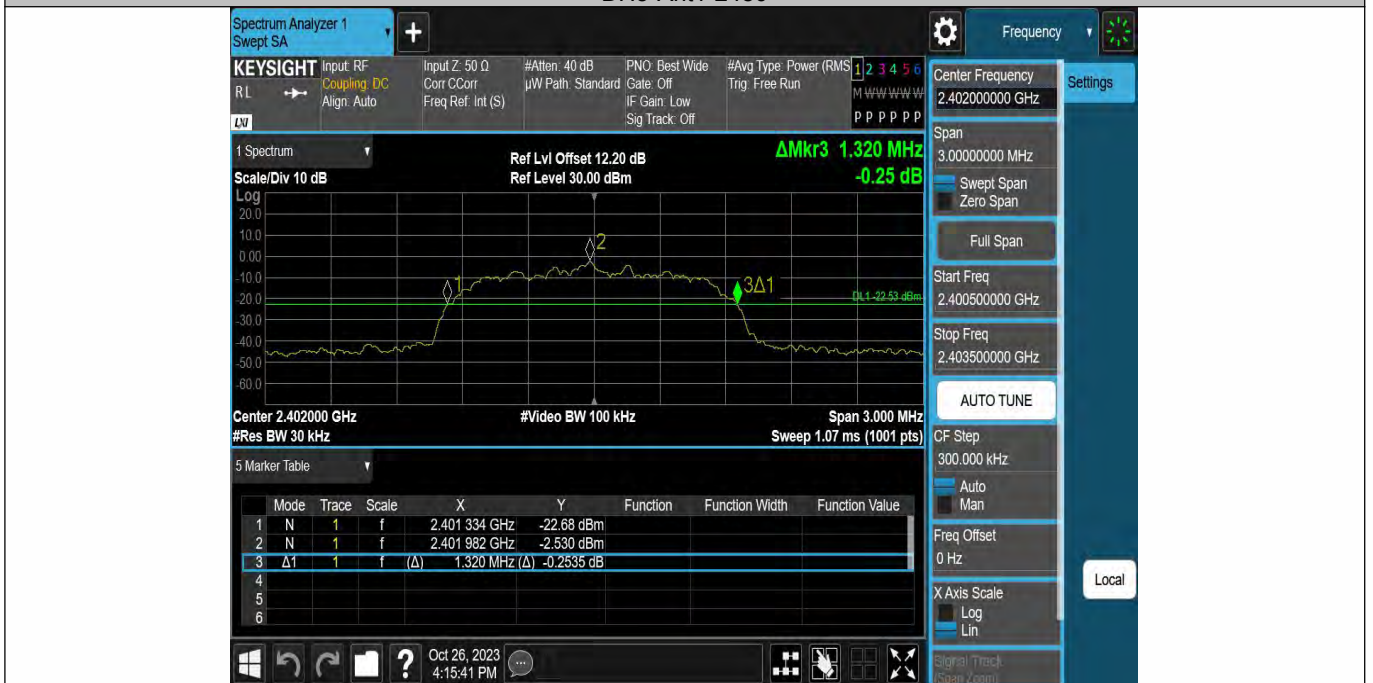 Spectrum Analyzer 1
Swept SA
+
Frequency
KEYSIGHT
RL
LXI
Input: RF
Coupling: DC
Align: Auto
Input Z: 50 Ω
Corr CCorr
Freq Ref: Int (S)
#Atten: 40 dB
µW Path: Standard
PNO: Best Wide
Gate: Off
IF Gain: Low
Sig Track: Off
#Avg Type: Power (RMS
Trig: Free Run
1 2 3 4 5 6
M W W W W W
P P P P P P
1 Spectrum
Scale/Div 10 dB
Ref Lvl Offset 12.20 dB
Ref Level 30.00 dBm
ΔMkr3 1.320 MHz
-0.25 dB
Log
20.0
10.0
0.00
-10.0
-20.0
-30.0
-40.0
-50.0
-60.0
1
2
3Δ1
DL1 -22.53 dBm
Center 2.402000 GHz
#Res BW 30 kHz
#Video BW 100 kHz
Span 3.000 MHz
Sweep 1.07 ms (1001 pts)
5 Marker Table
Mode Trace Scale X Y Function Function Width Function Value
1 N 1 f 2.401 334 GHz -22.68 dBm
2 N 1 f 2.401 982 GHz -2.530 dBm
3 Δ1 1 f (Δ) 1.320 MHz (Δ) -0.2535 dB
4
5
6
Center Frequency
2.402000000 GHz
Settings
Span
3.00000000 MHz
Swept Span
Zero Span
Full Span
Start Freq
2.400500000 GHz
Stop Freq
2.403500000 GHz
AUTO TUNE
CF Step
300.000 kHz
Auto
Man
Freq Offset
0 Hz
X Axis Scale
Log
Lin
Signal Track
(Span Zoom)
Local
?
Oct 26, 2023
4:15:41 PM